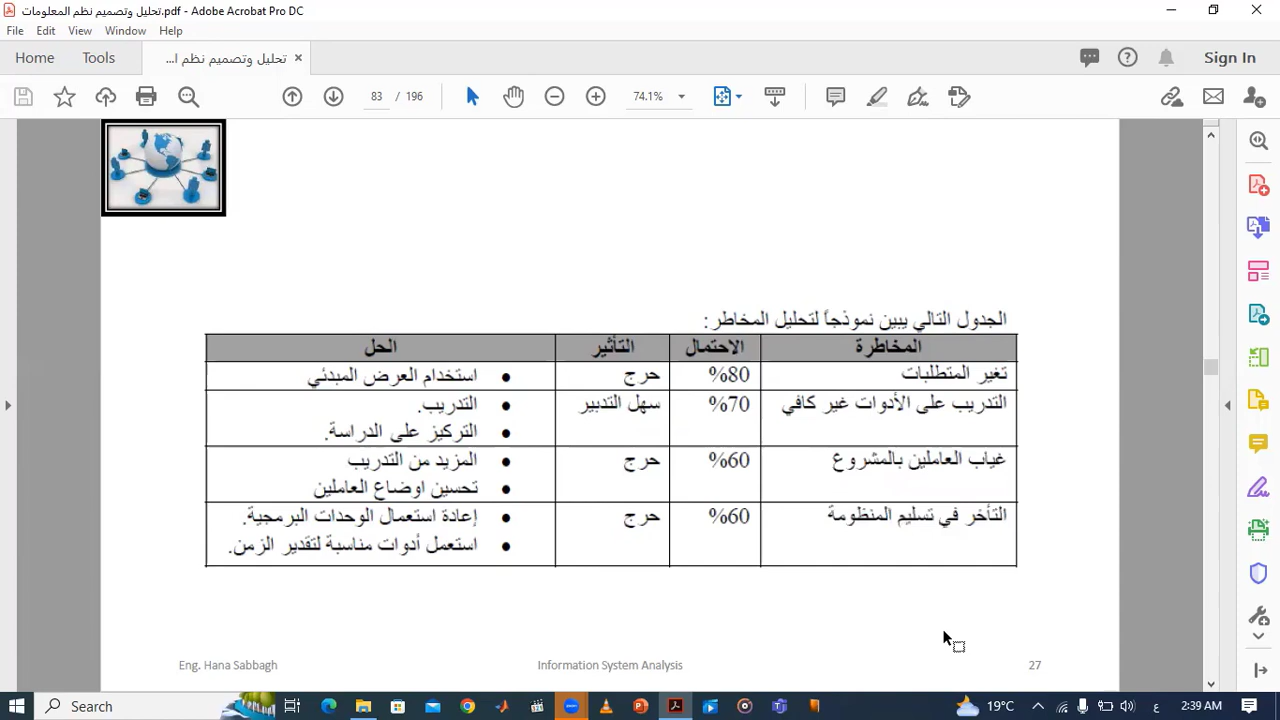 تحليل وتصميم نظم المعلومات.pdf - Adobe Acrobat Pro DC
File Edit View Window Help
Home Tools تحليل وتصميم نظم ا... × Sign In
83 / 196 74.1%
الجدول التالي يبين نموذجاً لتحليل المخاطر:
المخاطرة الاحتمال التأثير الحل
تغير المتطلبات %80 حرج • استخدام العرض المبدئي
التدريب على الأدوات غير كافي %70 سهل التدبير • التدريب.
• التركيز على الدراسة.
غياب العاملين بالمشروع %60 حرج • المزيد من التدريب
• تحسين اوضاع العاملين
التأخر في تسليم المنظومة %60 حرج • إعادة استعمال الوحدات البرمجية.
• استعمل أدوات مناسبة لتقدير الزمن.
Eng. Hana Sabbagh Information System Analysis 27
Search 19°C ع 2:39 AM